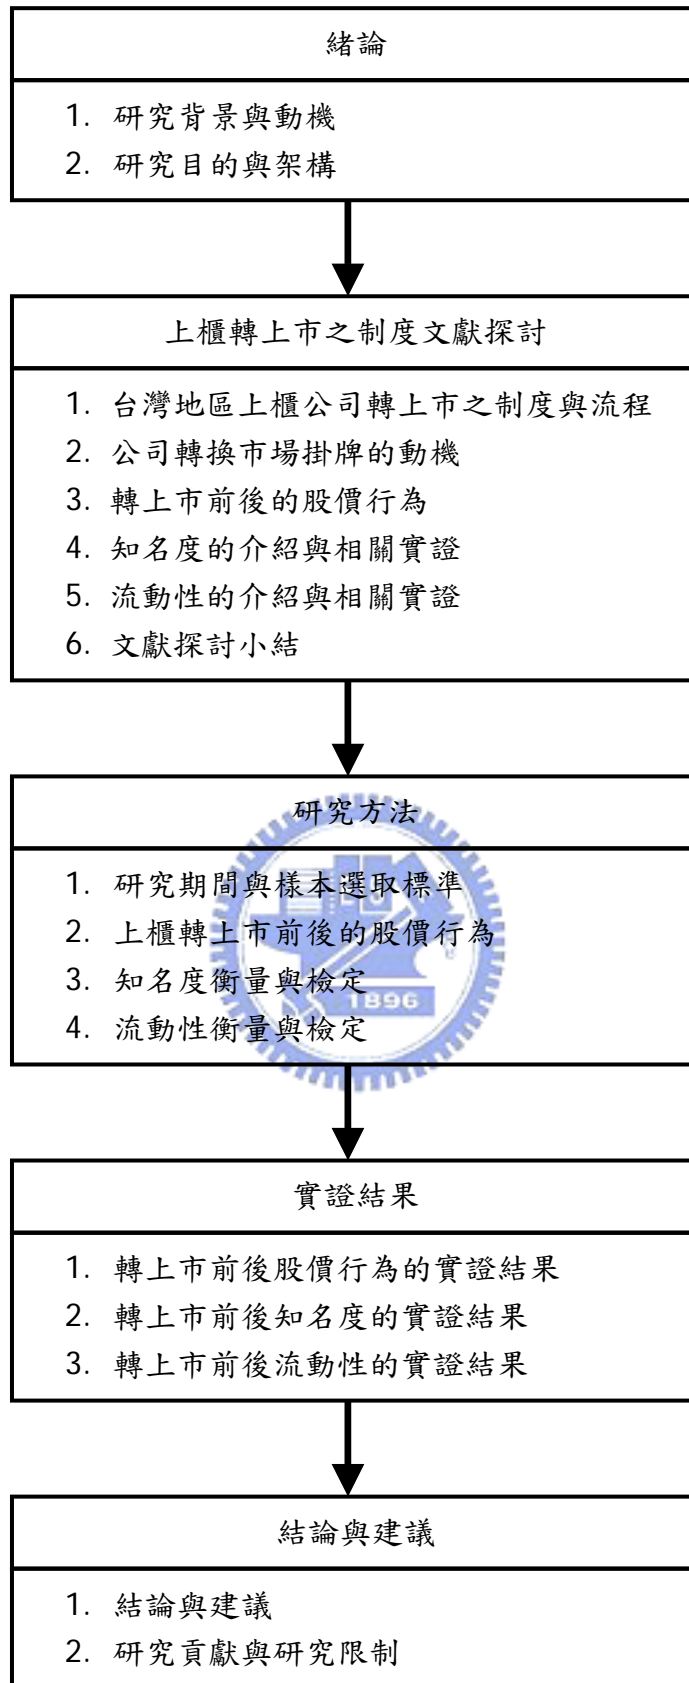 緒論
1. 研究背景與動機
2. 研究目的與架構
上櫃轉上市之制度文獻探討
1. 台灣地區上櫃公司轉上市之制度與流程
2. 公司轉換市場掛牌的動機
3. 轉上市前後的股價行為
4. 知名度的介紹與相關實證
5. 流動性的介紹與相關實證
6. 文獻探討小結
研究方法
1. 研究期間與樣本選取標準
2. 上櫃轉上市前後的股價行為
3. 知名度衡量與檢定
1896
4. 流動性衡量與檢定
實證結果
1. 轉上市前後股價行為的實證結果
2. 轉上市前後知名度的實證結果
3. 轉上市前後流動性的實證結果
結論與建議
1. 結論與建議
2. 研究貢獻與研究限制